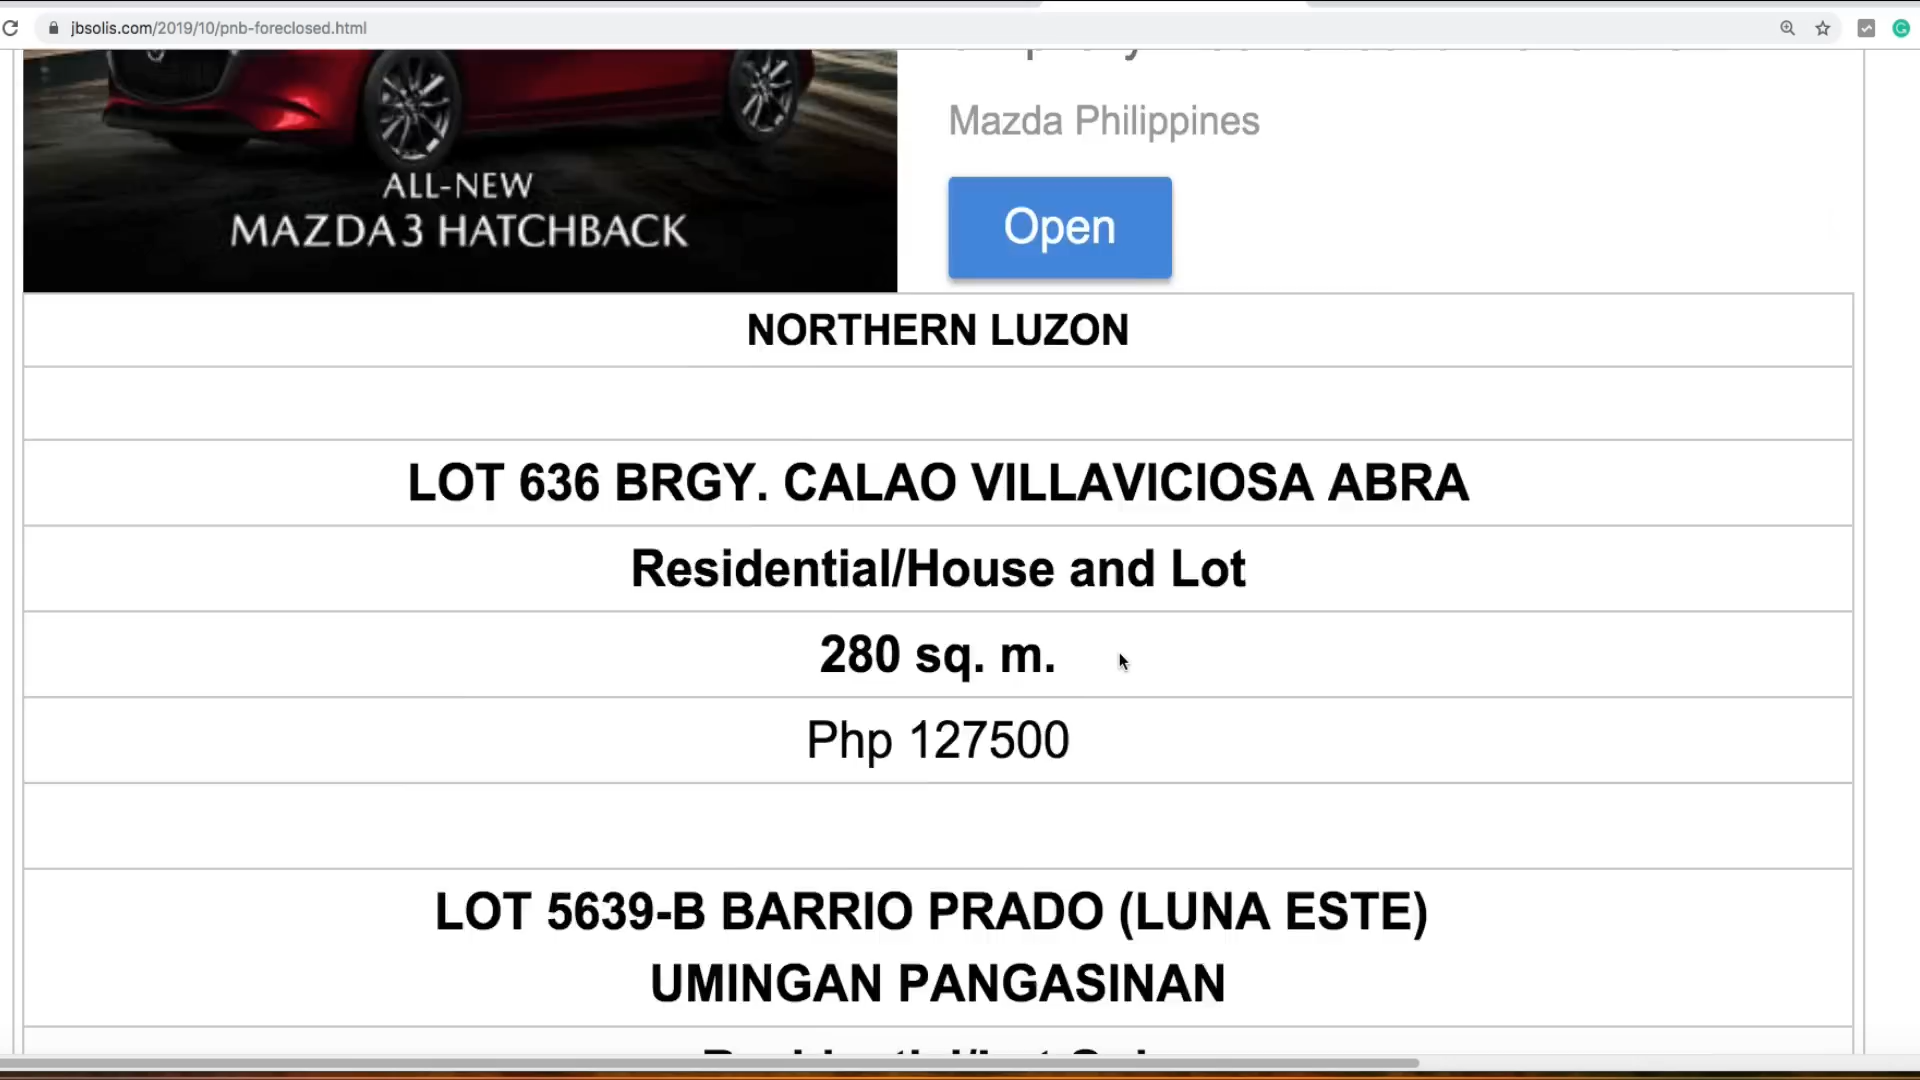 jbsolis.com/2019/10/pnb-foreclosed.html
Mazda Philippines
ALL-NEW
MAZDA3 HATCHBACK
Open
NORTHERN LUZON
LOT 636 BRGY. CALAO VILLAVICIOSA ABRA
Residential/House and Lot
280 sq. m.
Php 127500
LOT 5639-B BARRIO PRADO (LUNA ESTE)
UMINGAN PANGASINAN